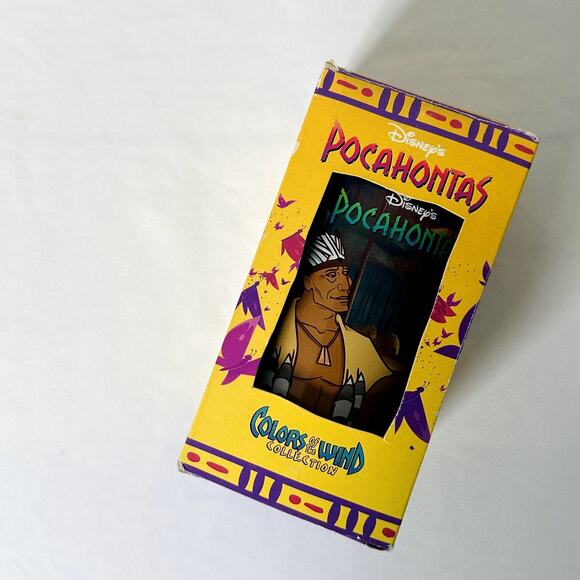 Disney's
POCAHONTAS
Disney's
POCAHONTA
COLORS OF THE WIND
COLLECTION